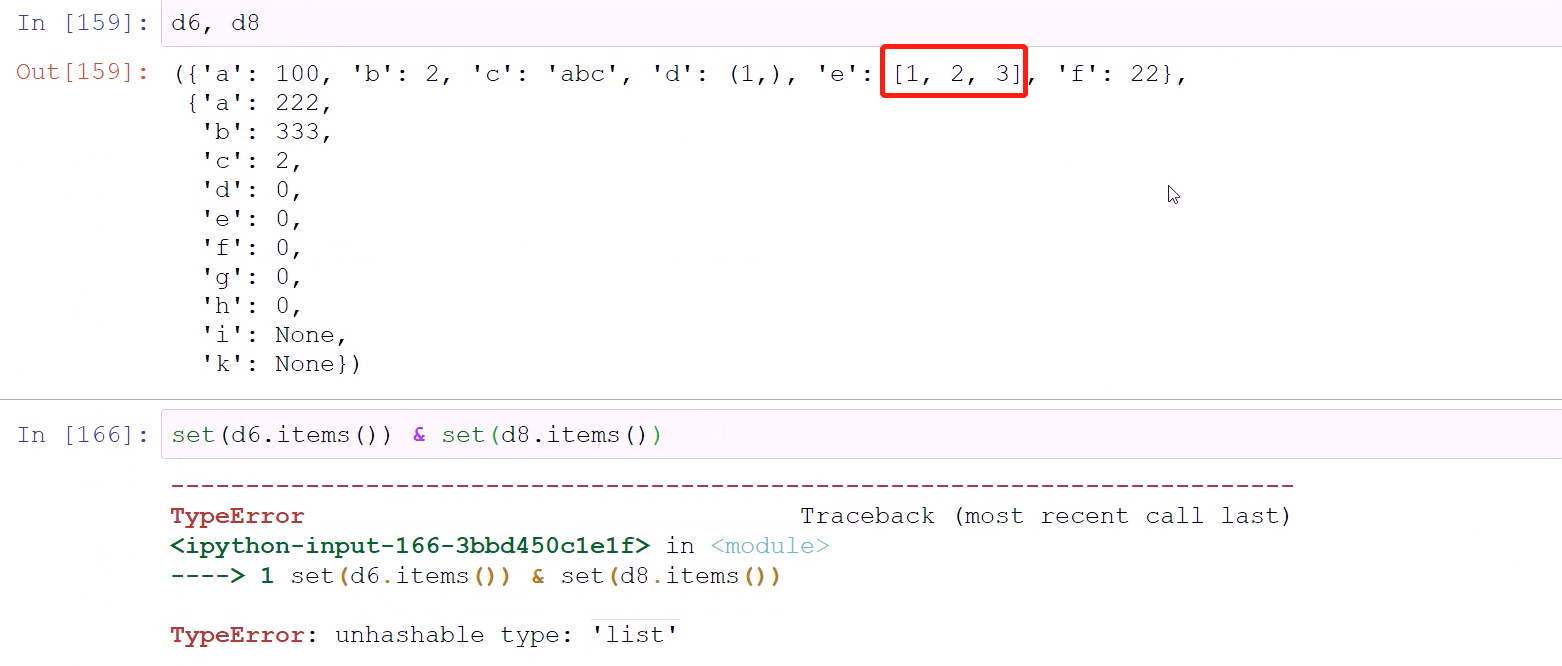 In [159]: d6, d8
Out[159]: ({'a': 100, 'b': 2, 'c': 'abc', 'd': (1,), 'e': [1, 2, 3], 'f': 22},
{'a': 222,
'b': 333,
'c': 2,
'd': 0,
'e': 0,
'f': 0,
'g': 0,
'h': 0,
'i': None,
'k': None})
In [166]: set(d6.items()) & set(d8.items())
---------------------------------------------------------------------------
TypeError Traceback (most recent call last)
<ipython-input-166-3bbd450c1e1f> in <module>
----> 1 set(d6.items()) & set(d8.items())
TypeError: unhashable type: 'list'